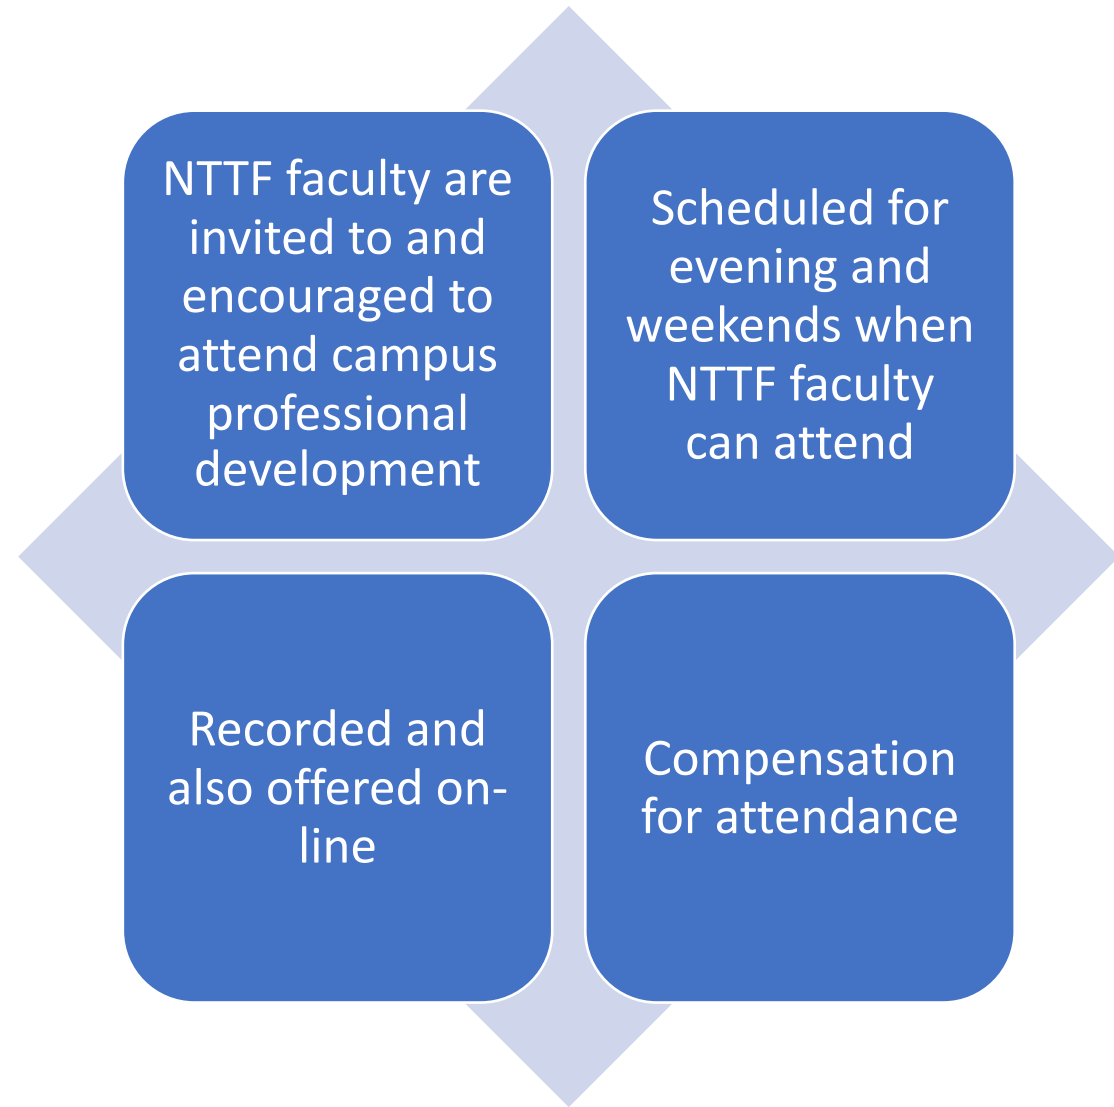 NTTF faculty are
invited to and
encouraged to
attend campus
professional
development
Scheduled for
evening and
weekends when
NTTF faculty
can attend
Recorded and
also offered on-
line
Compensation
for attendance